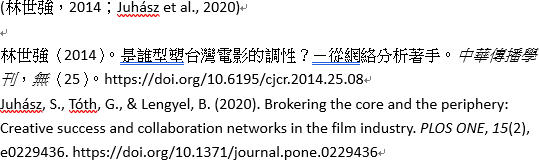 (林世強，2014；Juhász et al., 2020)
林世強（2014）。是誰型塑台灣電影的調性？－從網絡分析著手。中華傳播學
刊，無（25）。https://doi.org/10.6195/cjcr.2014.25.08
Juhász, S., Tóth, G., & Lengyel, B. (2020). Brokering the core and the periphery:
Creative success and collaboration networks in the film industry. PLOS ONE, 15(2),
e0229436. https://doi.org/10.1371/journal.pone.0229436